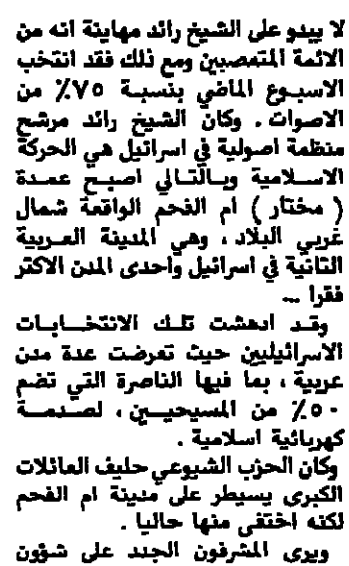 لا يبدو على الشيخ رائد مهاينة انه من
الائمة المتعصبين ومع ذلك فقد انتخب
الاسبوع الماضي بنسبة ٧٥٪ من
الاصوات . وكان الشيخ رائد مرشح
منظمة اصولية في اسرائيل هي الحركة
الاسلامية وبالتالي اصبح عمدة
( مختار ) أم الفحم الواقعة شمال
غربي البلاد ، وهي المدينة العربية
الثانية في اسرائيل واحدى المدن الاكثر
فقرا ...
وقد ادهشت تلك الانتخابات
الاسرائيليين حيث تعرضت عدة مدن
عربية ، بما فيها الناصرة التي تضم
٥٠٪ من المسيحيين ، لصدمة
كهربائية اسلامية .
وكان الحزب الشيوعي حليف العائلات
الكبرى يسيطر على مدينة ام الفحم
لكنه اختفى منها حاليا .
ويرى المشرفون الجدد على شؤون